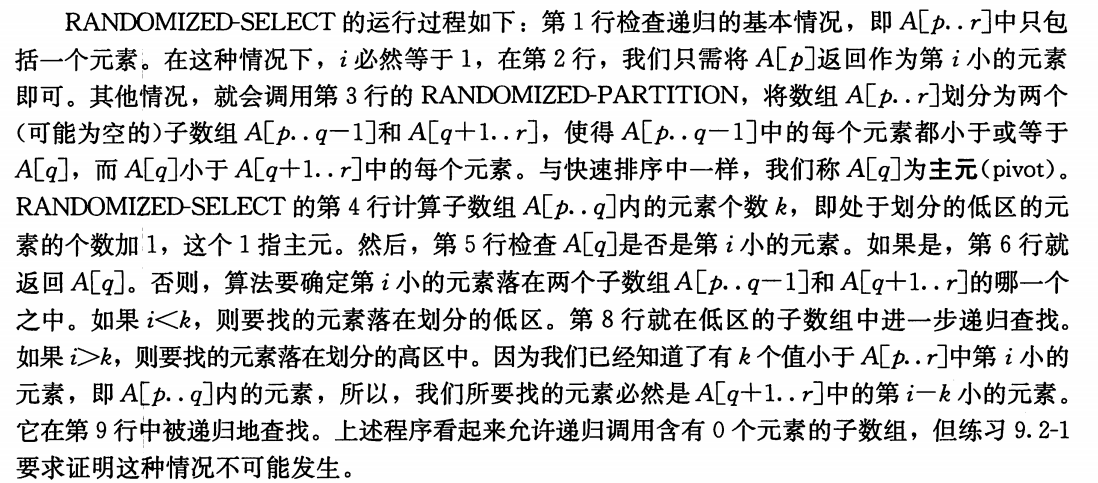 RANDOMIZED-SELECT 的运行过程如下：第 1 行检查递归的基本情况，即 A[p..r]中只包
括一个元素。在这种情况下，i 必然等于 1，在第 2 行，我们只需将 A[p]返回作为第 i 小的元素
即可。其他情况，就会调用第 3 行的 RANDOMIZED-PARTITION，将数组 A[p..r]划分为两个
（可能为空的）子数组 A[p..q−1]和 A[q+1..r]，使得 A[p..q−1]中的每个元素都小于或等于
A[q]，而 A[q]小于 A[q+1..r]中的每个元素。与快速排序中一样，我们称 A[q]为主元(pivot)。
RANDOMIZED-SELECT 的第 4 行计算子数组 A[p..q]内的元素个数 k，即处于划分的低区的元
素的个数加 1，这个 1 指主元。然后，第 5 行检查 A[q]是否是第 i 小的元素。如果是，第 6 行就
返回 A[q]。否则，算法要确定第 i 小的元素落在两个子数组 A[p..q−1]和 A[q+1..r]的哪一个
之中。如果 i<k，则要找的元素落在划分的低区。第 8 行就在低区的子数组中进一步递归查找。
如果 i>k，则要找的元素落在划分的高区中。因为我们已经知道了有 k 个值小于 A[p..r]中第 i 小的
元素，即 A[p..q]内的元素，所以，我们所要找的元素必然是 A[q+1..r]中的第 i−k 小的元素。
它在第 9 行中被递归地查找。上述程序看起来允许递归调用含有 0 个元素的子数组，但练习 9.2-1
要求证明这种情况不可能发生。